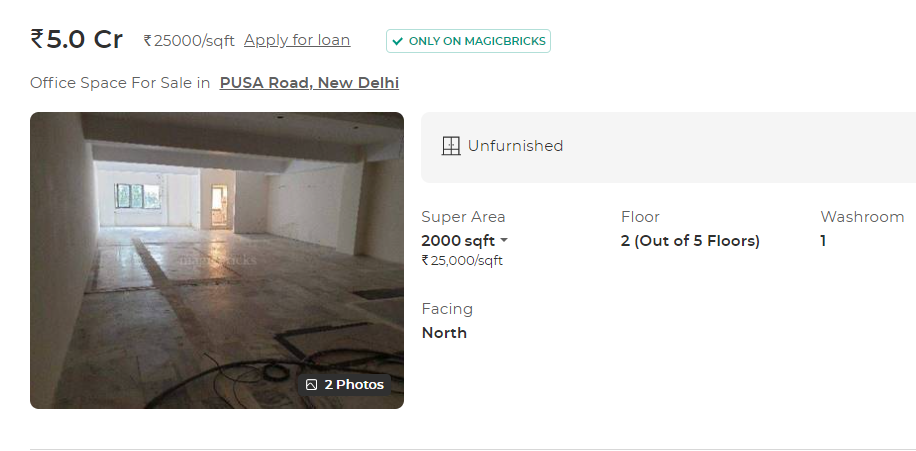 ₹5.0 Cr ₹25000/sqft Apply for loan ONLY ON MAGICBRICKS
Office Space For Sale in PUSA Road, New Delhi
Unfurnished
Super Area Floor Washroom
2000 sqft 2 (Out of 5 Floors) 1
₹25,000/sqft
magicbricks
Facing
North
2 Photos